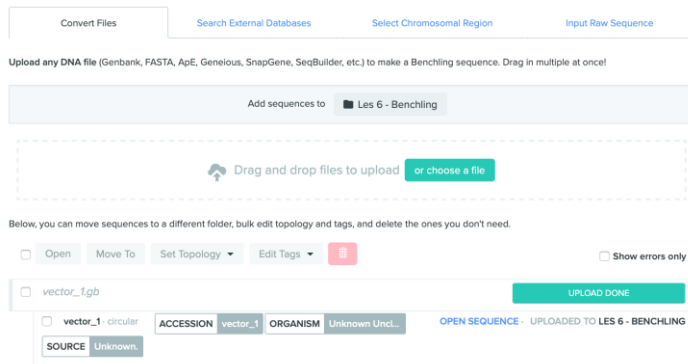 Convert Files Search External Databases Select Chromosomal Region Input Raw Sequence
Upload any DNA file (Genbank, FASTA, ApE, Geneious, SnapGene, SeqBuilder, etc.) to make a Benchling sequence. Drag in multiple at once!
Add sequences to Les 6 - Benchling
Drag and drop files to upload or choose a file
Below, you can move sequences to a different folder, bulk edit topology and tags, and delete the ones you don't need.
Open Move To Set Topology Edit Tags Show errors only
vector_1.gb UPLOAD DONE
vector_1 · circular ACCESSION vector_1 ORGANISM Unknown Uncl... OPEN SEQUENCE · UPLOADED TO LES 6 - BENCHLING
SOURCE Unknown.